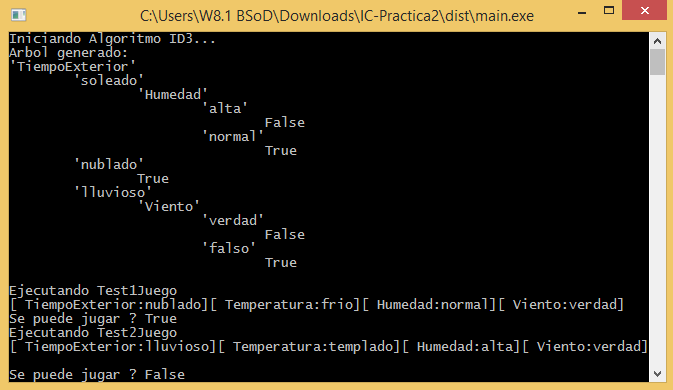 C:\Users\W8.1 BSoD\Downloads\IC-Practica2\dist\main.exe
Iniciando Algoritmo ID3...
Arbol generado:
'TiempoExterior'
'soleado'
'Humedad'
'alta'
False
'normal'
True
'nublado'
True
'lluvioso'
'Viento'
'verdad'
False
'falso'
True
Ejecutando Test1Juego
[ TiempoExterior:nublado][ Temperatura:frio][ Humedad:normal][ Viento:verdad]
Se puede jugar ? True
Ejecutando Test2Juego
[ TiempoExterior:lluvioso][ Temperatura:templado][ Humedad:alta][ Viento:verdad]
Se puede jugar ? False